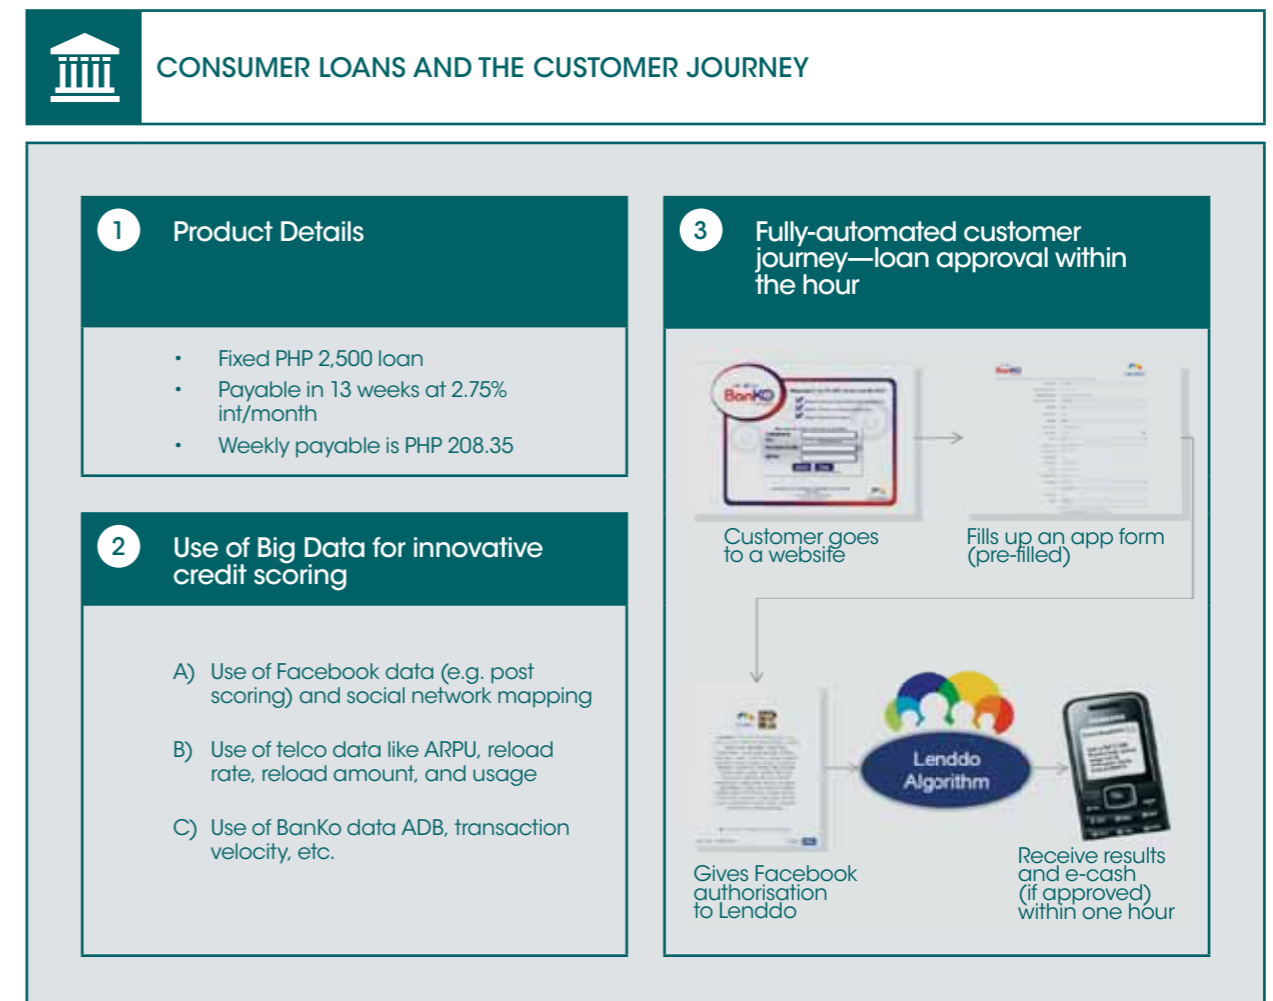 CONSUMER LOANS AND THE CUSTOMER JOURNEY
1
Product Details
• Fixed PHP 2,500 loan
• Payable in 13 weeks at 2.75%
int/month
• Weekly payable is PHP 208.35
2
Use of Big Data for innovative
credit scoring
A) Use of Facebook data (e.g. post
scoring) and social network mapping
B) Use of telco data like ARPU, reload
rate, reload amount, and usage
C) Use of BanKo data ADB, transaction
velocity, etc.
3
Fully-automated customer
journey—loan approval within
the hour
BanKO
Customer goes
to a website
BanKO
Fills up an app form
(pre-filled)
Gives Facebook
authorisation
to Lenddo
Lenddo
Algorithm
SAMSUNG
Receive results
and e-cash
(if approved)
within one hour